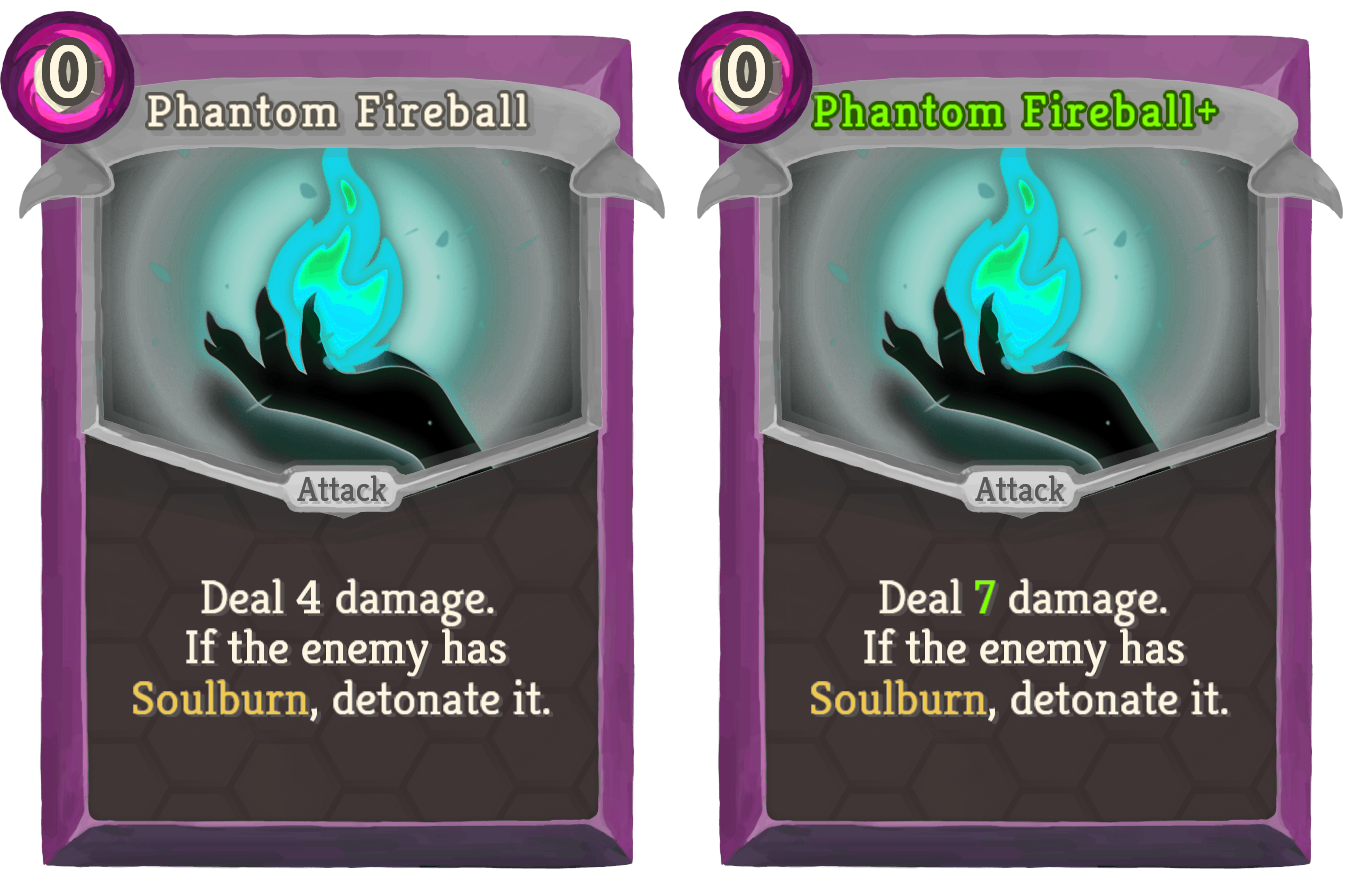 0
Phantom Fireball
Attack
Deal 4 damage.
If the enemy has
Soulburn, detonate it.
0
Phantom Fireball+
Attack
Deal 7 damage.
If the enemy has
Soulburn, detonate it.